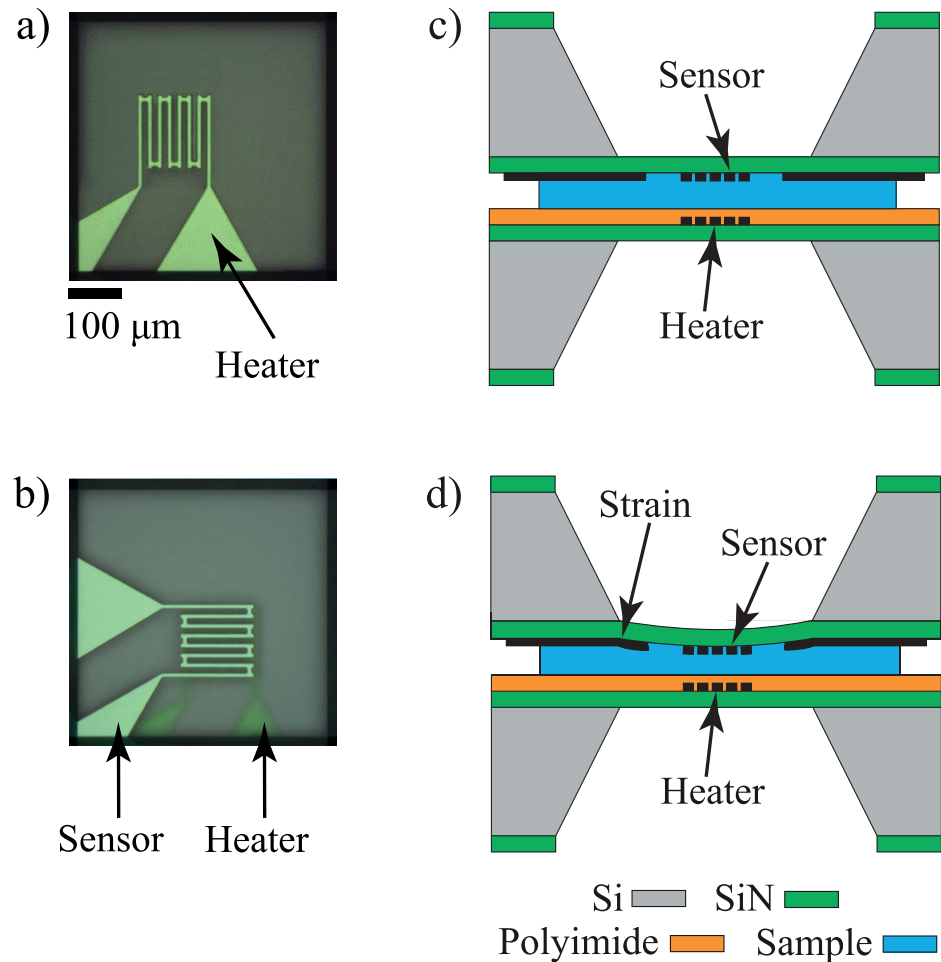 a)
100 μm
Heater
b)
Sensor
Heater
c)
Sensor
Heater
d)
Strain
Sensor
Heater
Si
SiN
Polyimide
Sample